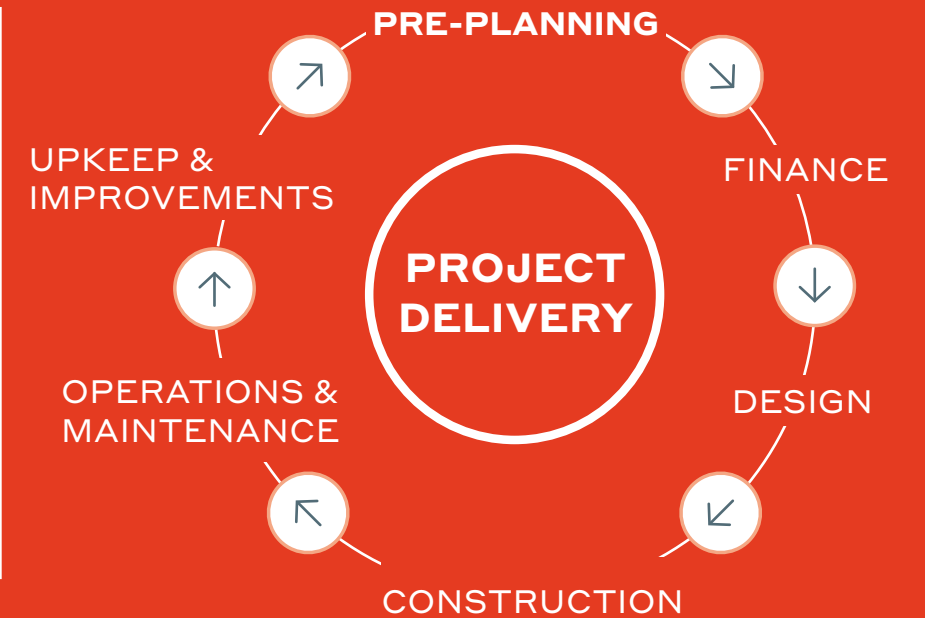 PRE-PLANNING
FINANCE
DESIGN
CONSTRUCTION
OPERATIONS &
MAINTENANCE
UPKEEP &
IMPROVEMENTS
PROJECT
DELIVERY